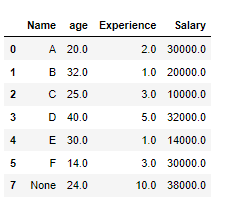 Name age Experience Salary
0 A 20.0 2.0 30000.0
1 B 32.0 1.0 20000.0
2 C 25.0 3.0 10000.0
3 D 40.0 5.0 32000.0
4 E 30.0 1.0 14000.0
5 F 14.0 3.0 30000.0
7 None 24.0 10.0 38000.0